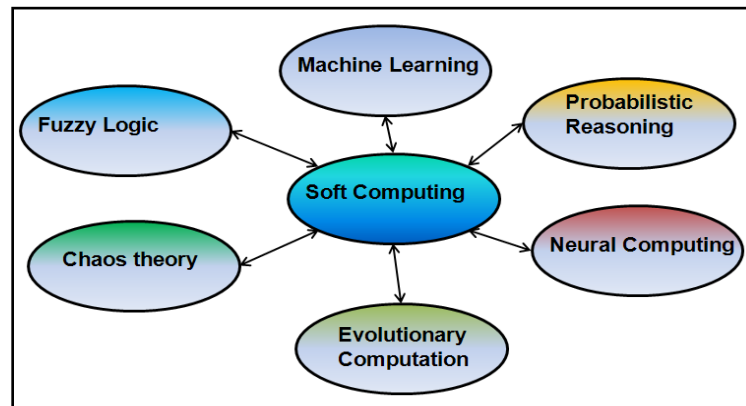 Machine Learning
Fuzzy Logic
Probabilistic
Reasoning
Soft Computing
Chaos theory
Neural Computing
Evolutionary
Computation